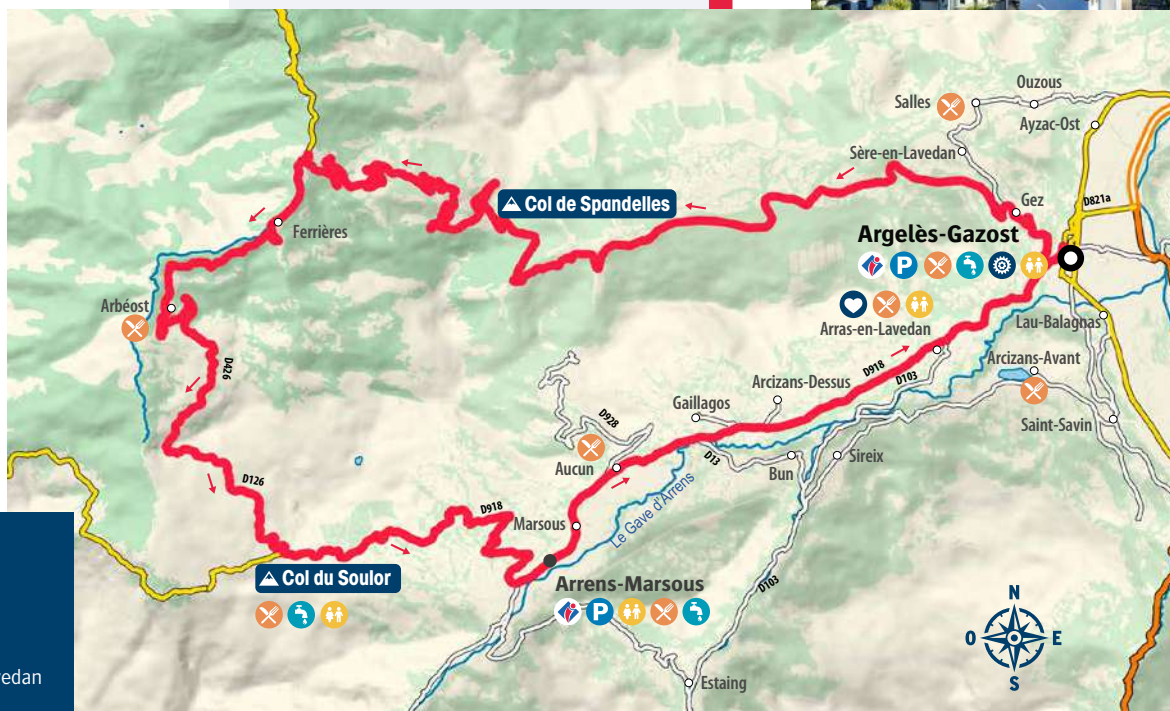 Ouzous
Salles
Ayzac-Ost
Sère-en-Lavedan
D821a
Col de Spandelles
Gez
Ferrières
Argelès-Gazost
P
Arbéost
Arras-en-Lavedan
Lau-Balagnas
D426
D918
D103
Arcizans-Avant
Arcizans-Dessus
Gaillagos
D928
Saint-Savin
Aucun
D13
Bun
Sireix
D126
D918
Marsous
Le Gave d'Arrens
Col du Soulor
Arrens-Marsous
P
D103
N
O
E
S
Estaing
edan